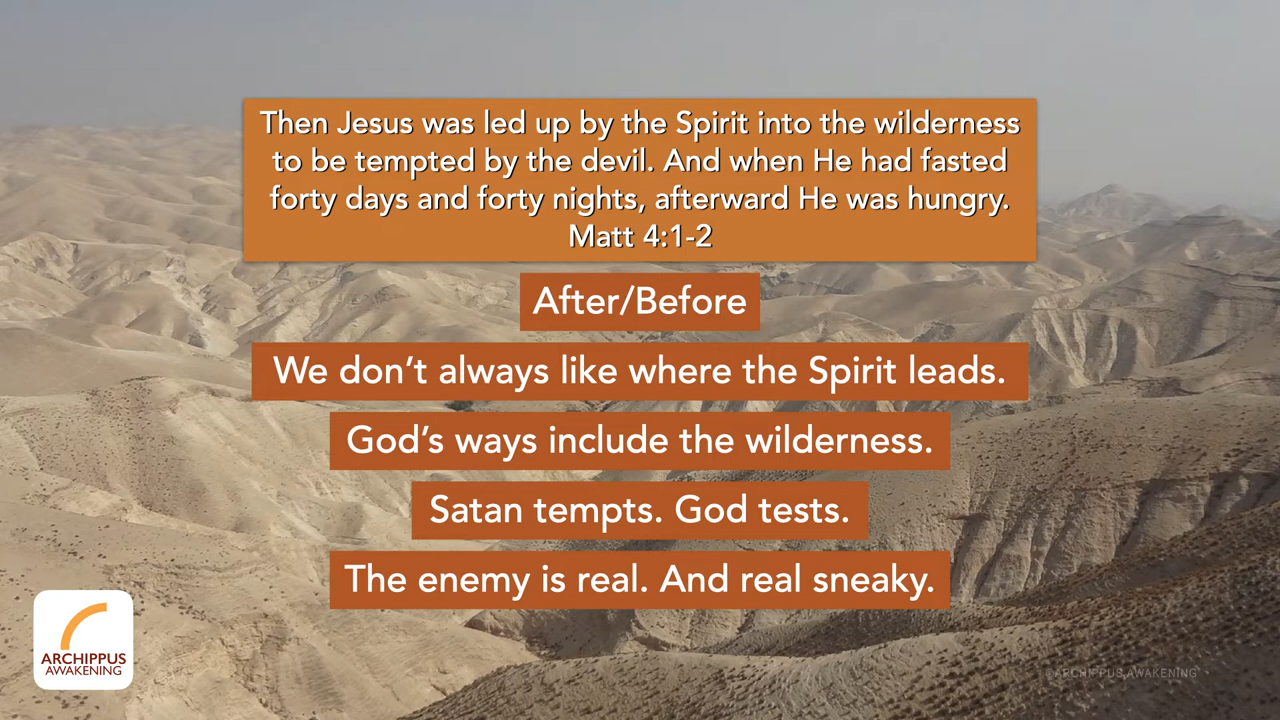 Then Jesus was led up by the Spirit into the wilderness
to be tempted by the devil. And when He had fasted
forty days and forty nights, afterward He was hungry.
Matt 4:1-2
After/Before
We don’t always like where the Spirit leads.
God’s ways include the wilderness.
Satan tempts. God tests.
The enemy is real. And real sneaky.
ARCHIPPUS
AWAKENING
©ARCHIPPUS AWAKENING